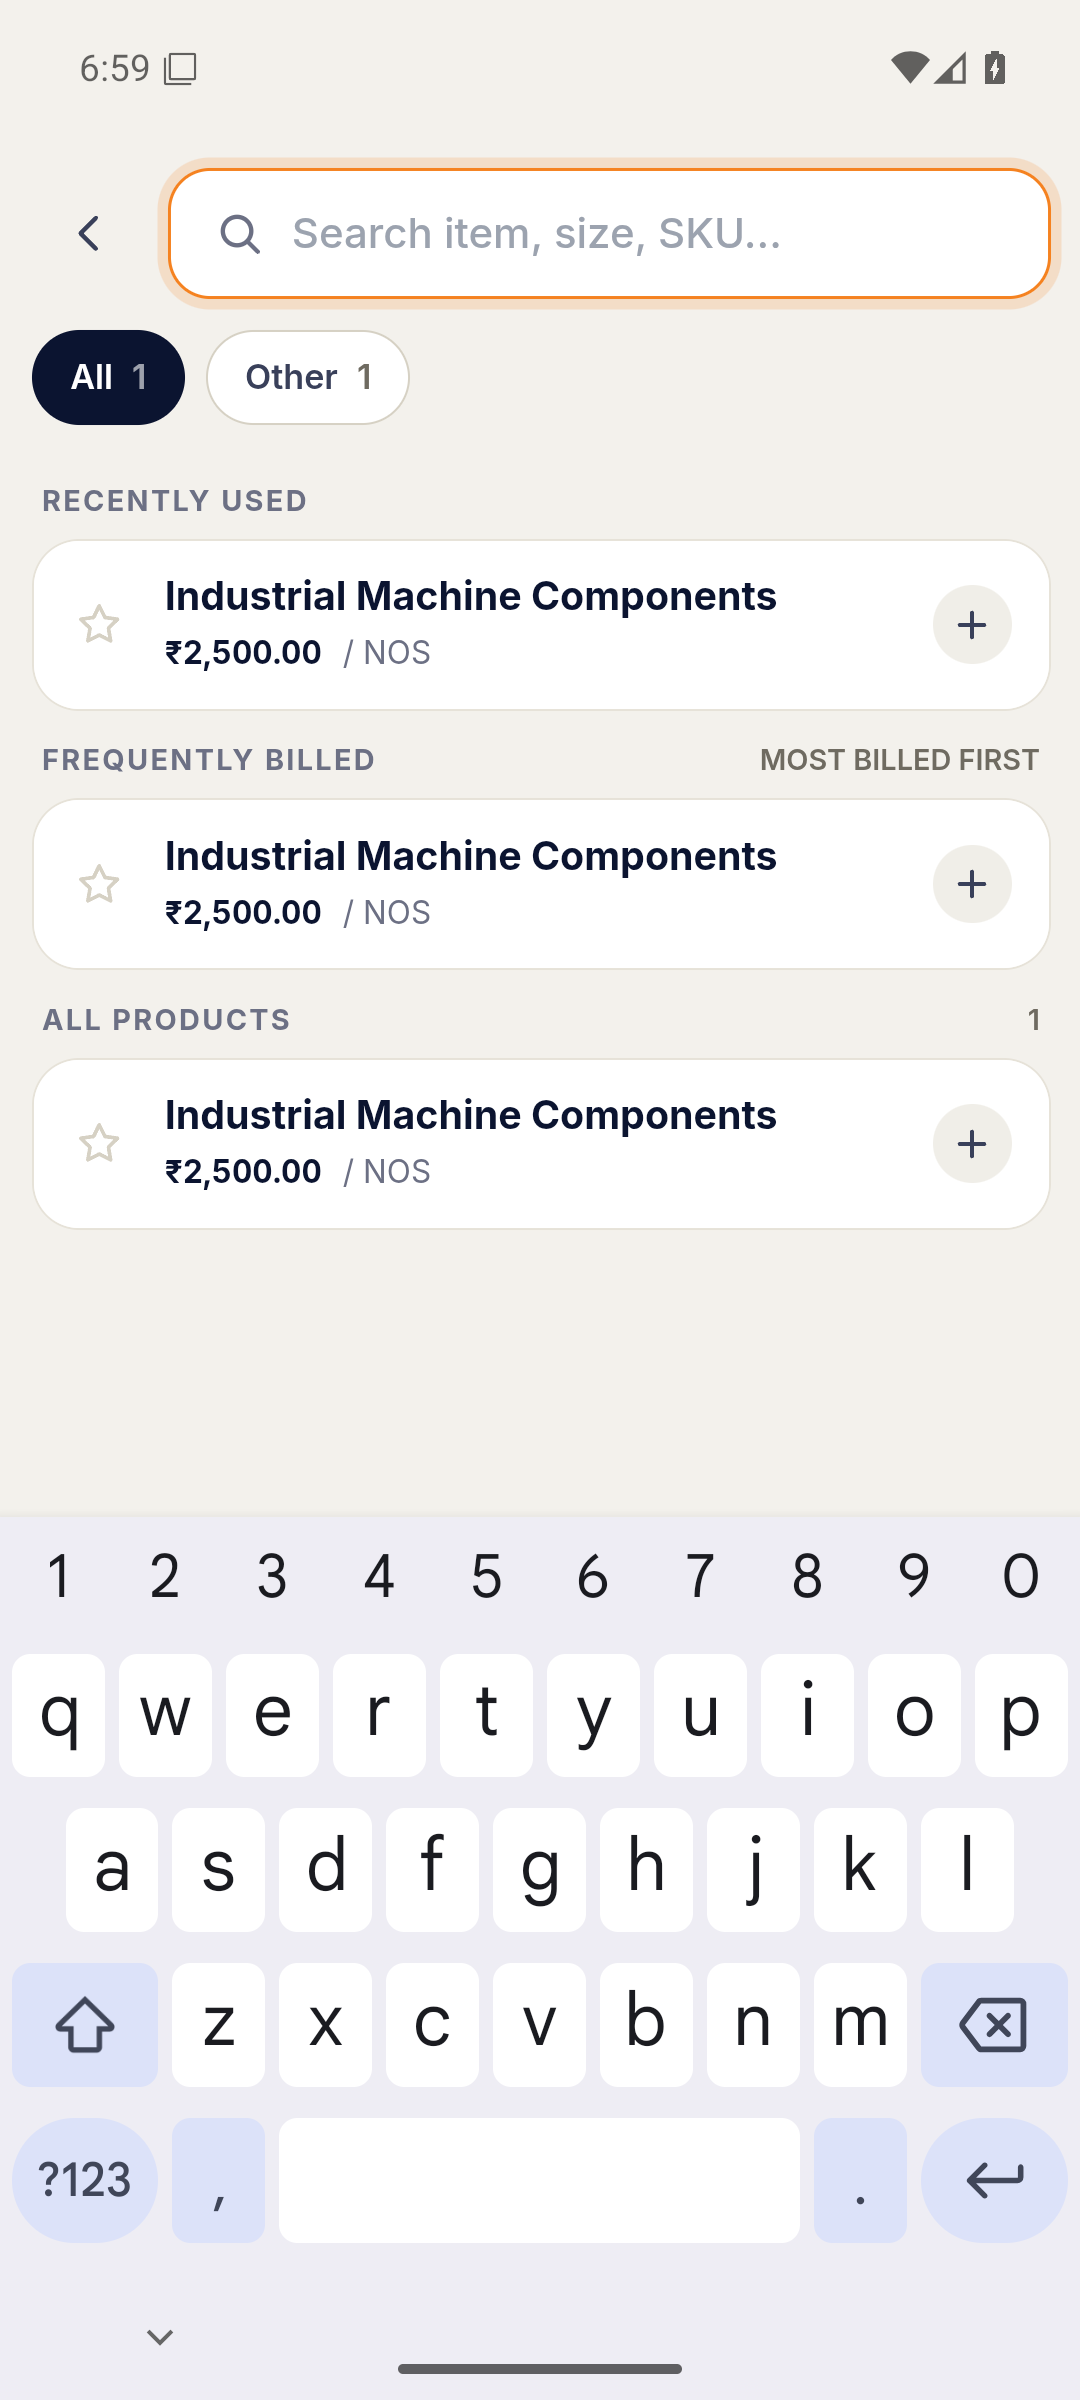 6:59
Search item, size, SKU...
All 1
Other 1
RECENTLY USED
Industrial Machine Components
₹2,500.00 / NOS
FREQUENTLY BILLED
MOST BILLED FIRST
Industrial Machine Components
₹2,500.00 / NOS
ALL PRODUCTS
1
Industrial Machine Components
₹2,500.00 / NOS
1 2 3 4 5 6 7 8 9 0
q w e r t y u i o p
a s d f g h j k l
z x c v b n m
?123 , .